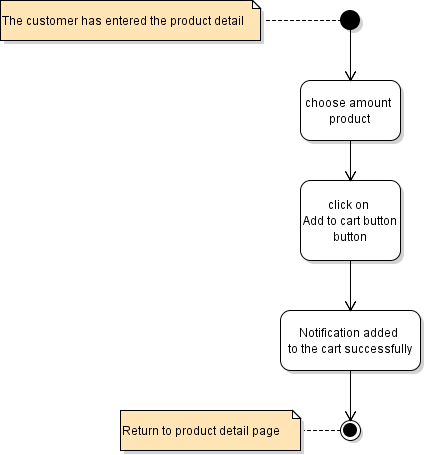 The customer has entered the product detail
choose amount
product
click on
Add to cart button
button
Notification added
to the cart successfully
Return to product detail page